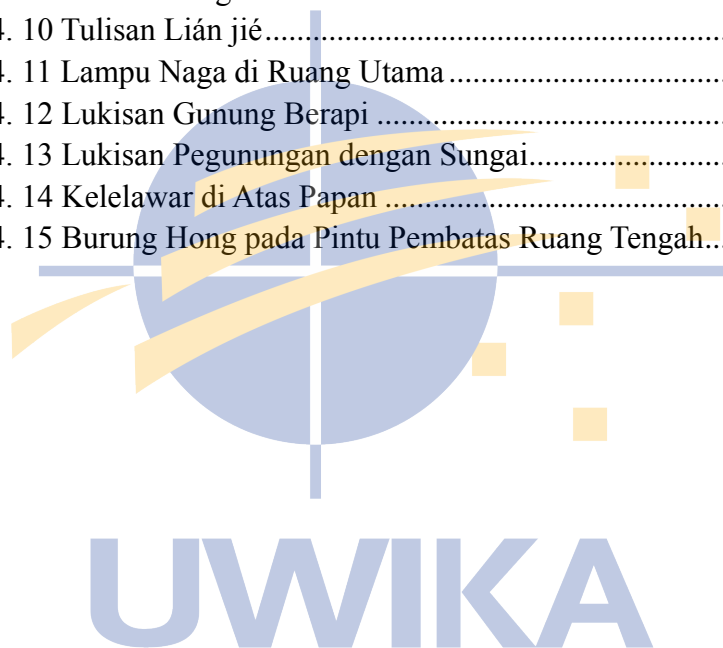 4. 10 Tulisan Lián jié
4. 11 Lampu Naga di Ruang Utama
4. 12 Lukisan Gunung Berapi
4. 13 Lukisan Pegunungan dengan Sungai
4. 14 Kelelawar di Atas Papan
4. 15 Burung Hong pada Pintu Pembatas Ruang Tengah
UWIKA